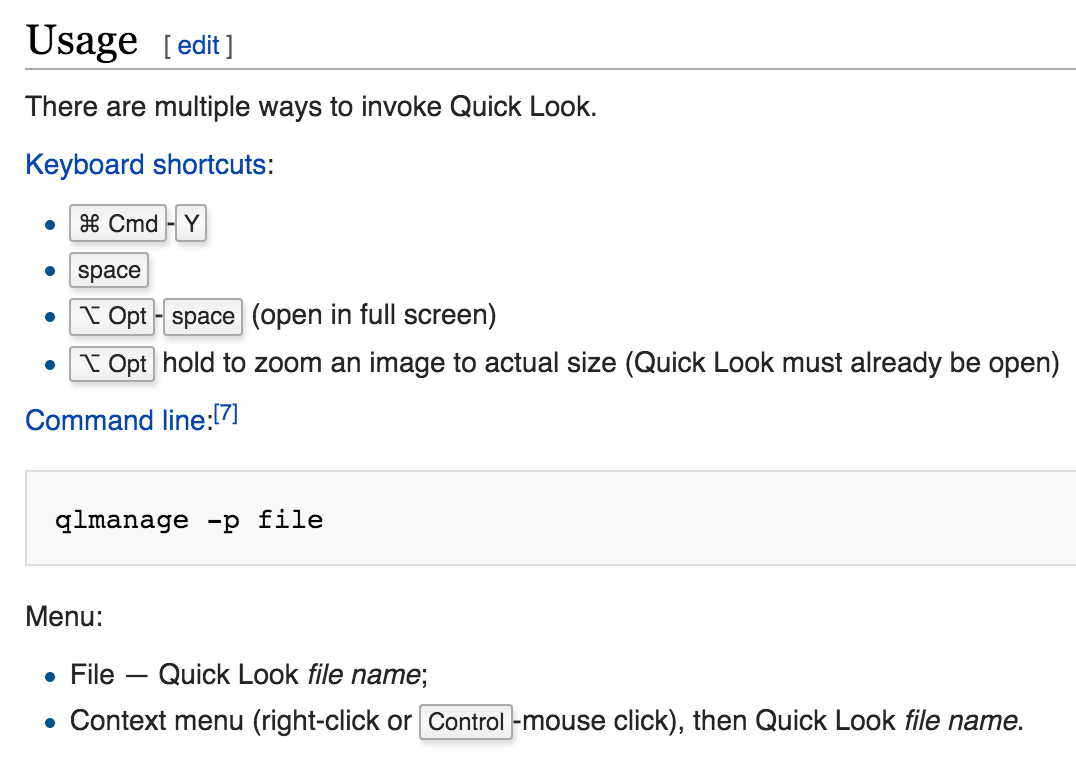 Usage [ edit ]
There are multiple ways to invoke Quick Look.
Keyboard shortcuts:
• ⌘ Cmd-Y
• space
• ⌥ Opt-space (open in full screen)
• ⌥ Opt hold to zoom an image to actual size (Quick Look must already be open)
Command line:[7]
qlmanage -p file
Menu:
• File — Quick Look file name;
• Context menu (right-click or Control-mouse click), then Quick Look file name.